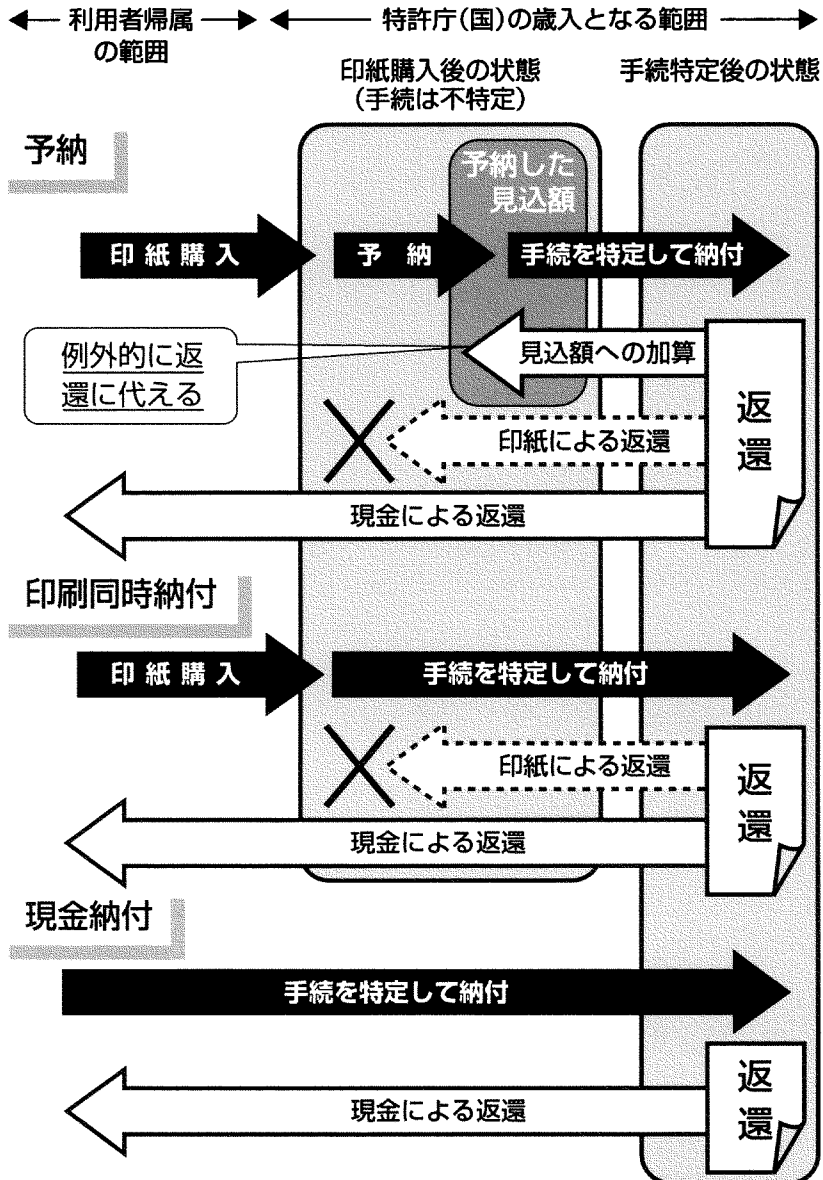 利用者帰属
の範囲
特許庁(国)の歳入となる範囲
印紙購入後の状態
(手続は不特定)
手続特定後の状態
予納
予納した
見込額
印紙購入
予納
手続を特定して納付
例外的に返
還に代える
見込額への加算
返還
印紙による返還
現金による返還
印刷同時納付
印紙購入
手続を特定して納付
印紙による返還
返還
現金による返還
現金納付
手続を特定して納付
現金による返還
返還